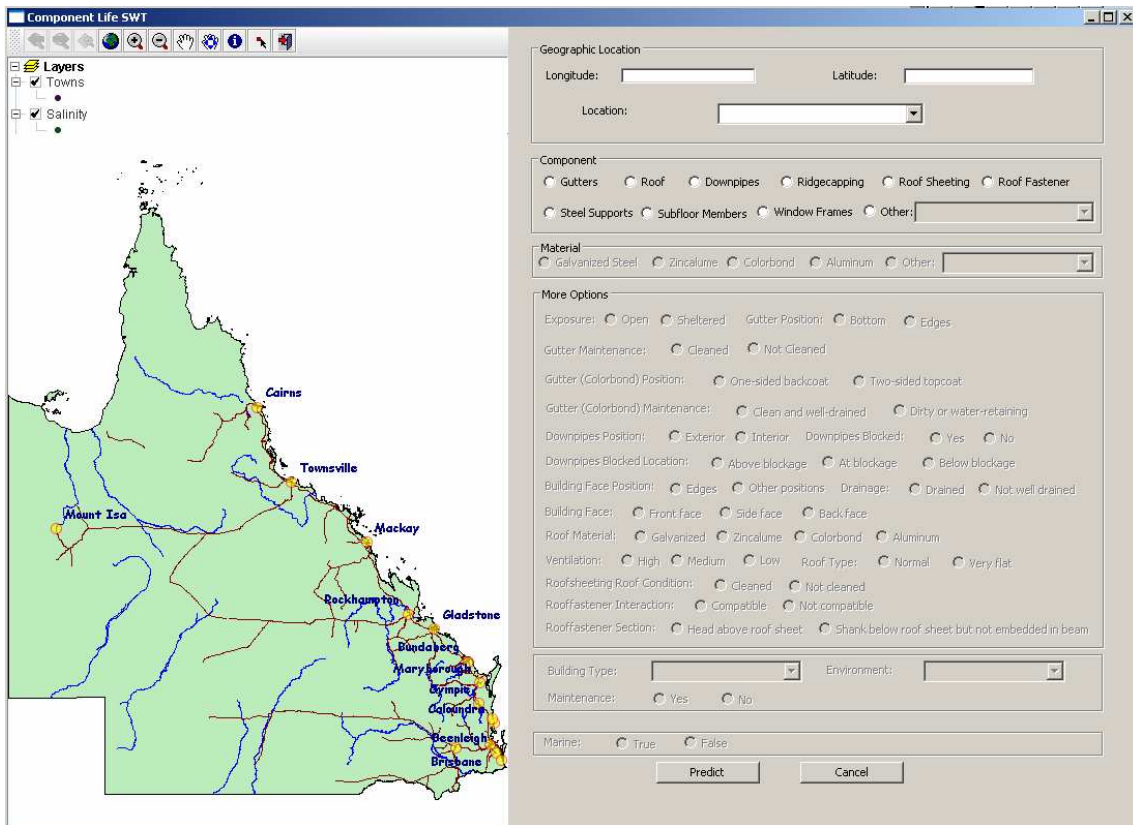 Component Life SWT
Layers
Towns
Salinity
Cairns
Townsville
Mount Isa
Mackay
Rockhampton
Gladstone
Bundaberg
Maryborough
Gympie
Caloundra
Beenleigh
Brisbane
Geographic Location
Longitude: Latitude:
Location:
Component
Gutters Roof Downpipes Ridgecapping Roof Sheeting Roof Fastener
Steel Supports Subfloor Members Window Frames Other:
Material
Galvanized Steel Zincalume Colorbond Aluminum Other:
More Options
Exposure: Open Sheltered Gutter Position: Bottom Edges
Gutter Maintenance: Cleaned Not Cleaned
Gutter (Colorbond) Position: One-sided backcoat Two-sided topcoat
Gutter (Colorbond) Maintenance: Clean and well-drained Dirty or water-retaining
Downpipes Position: Exterior Interior Downpipes Blocked: Yes No
Downpipes Blocked Location: Above blockage At blockage Below blockage
Building Face Position: Edges Other positions Drainage: Drained Not well drained
Building Face: Front face Side face Back face
Roof Material: Galvanized Zincalume Colorbond Aluminum
Ventilation: High Medium Low Roof Type: Normal Very flat
Roofsheeting Roof Condition: Cleaned Not cleaned
Rooffastener Interaction: Compatible Not compatible
Rooffastener Section: Head above roof sheet Shank below roof sheet but not embedded in beam
Building Type: Environment:
Maintenance: Yes No
Marine: True False
Predict Cancel